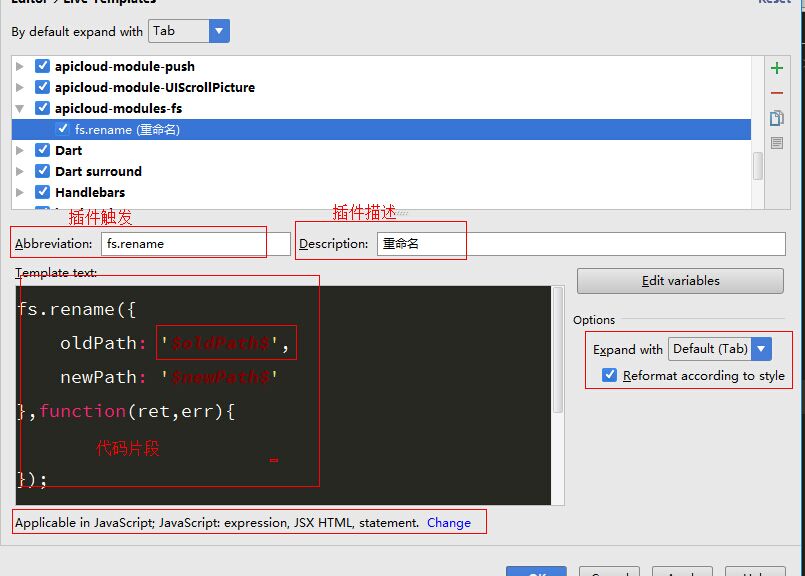 Editor › Live Templates
Reset
By default expand with Tab
apicloud-module-push
apicloud-module-UIScrollPicture
apicloud-modules-fs
fs.rename (重命名)
Dart
Dart surround
Handlebars
插件触发
插件描述
Abbreviation: fs.rename
Description: 重命名
Template text:
Edit variables
fs.rename({
oldPath: '$oldPath$',
newPath: '$newPath$'
},function(ret,err){
代码片段
});
Options
Expand with Default (Tab)
Reformat according to style
Applicable in JavaScript; JavaScript: expression, JSX HTML, statement. Change
OK
Cancel
Apply
Help